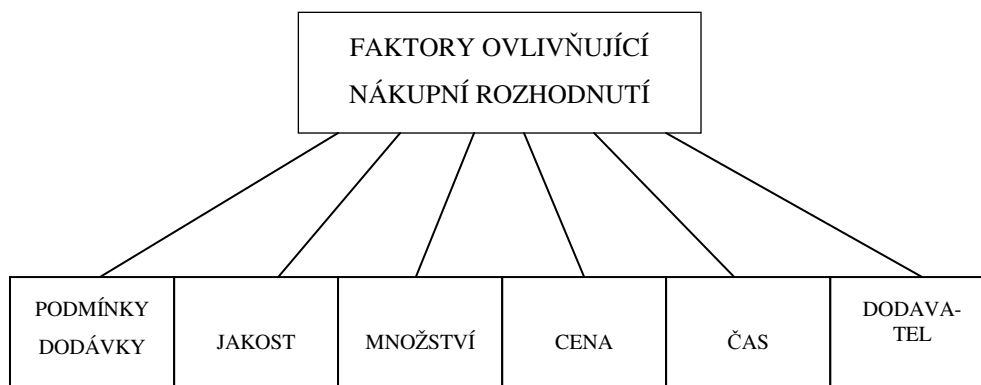 FAKTORY OVLIVŇUJÍCÍ
NÁKUPNÍ ROZHODNUTÍ
PODMÍNKY
DODÁVKY
JAKOST
MNOŽSTVÍ
CENA
ČAS
DODAVA-
TEL